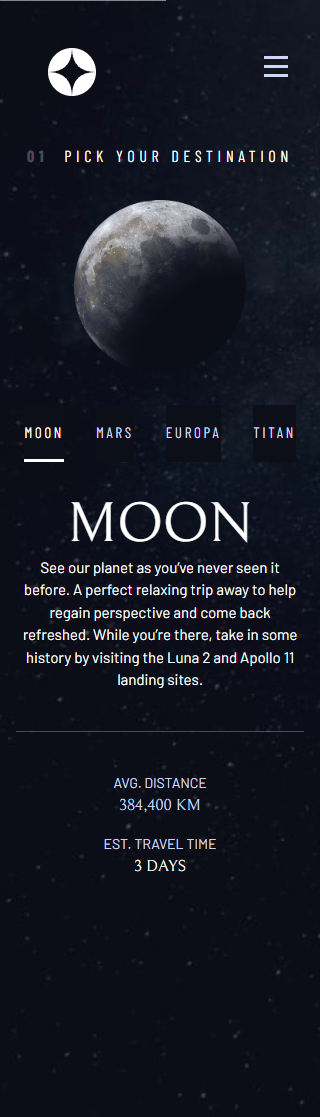 01 PICK YOUR DESTINATION
MOON MARS EUROPA TITAN
MOON
See our planet as you’ve never seen it
before. A perfect relaxing trip away to help
regain perspective and come back
refreshed. While you’re there, take in some
history by visiting the Luna 2 and Apollo 11
landing sites.
AVG. DISTANCE
384,400 KM
EST. TRAVEL TIME
3 DAYS